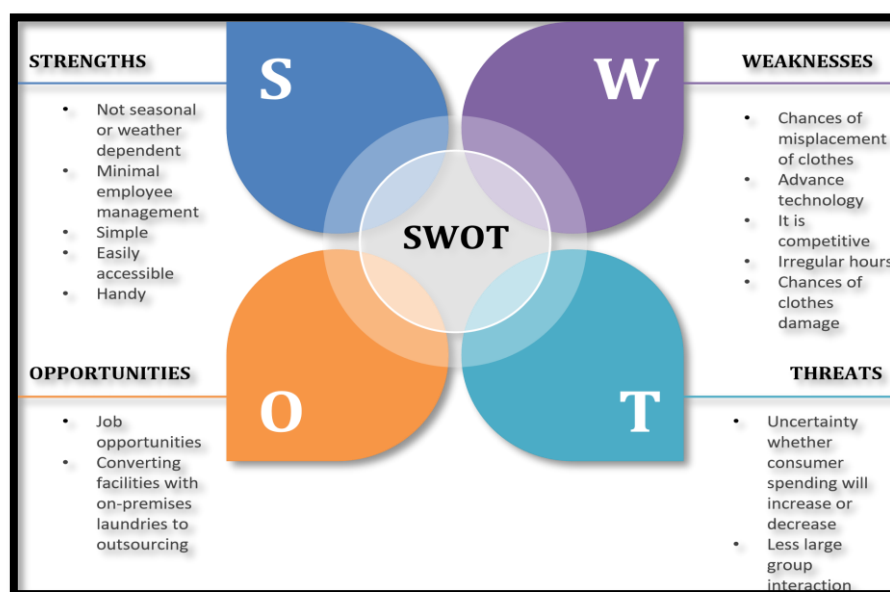 STRENGTHS
• Not seasonal
or weather
dependent
• Minimal
employee
management
• Simple
• Easily
accessible
• Handy
S
W
WEAKNESSES
• Chances of
misplacement
of clothes
• Advance
technology
• It is
competitive
• Irregular hours
• Chances of
clothes
damage
SWOT
OPPORTUNITIES
• Job
opportunities
• Converting
facilities with
on-premises
laundries to
outsourcing
O
T
THREATS
• Uncertainty
whether
consumer
spending will
increase or
decrease
• Less large
group
interaction